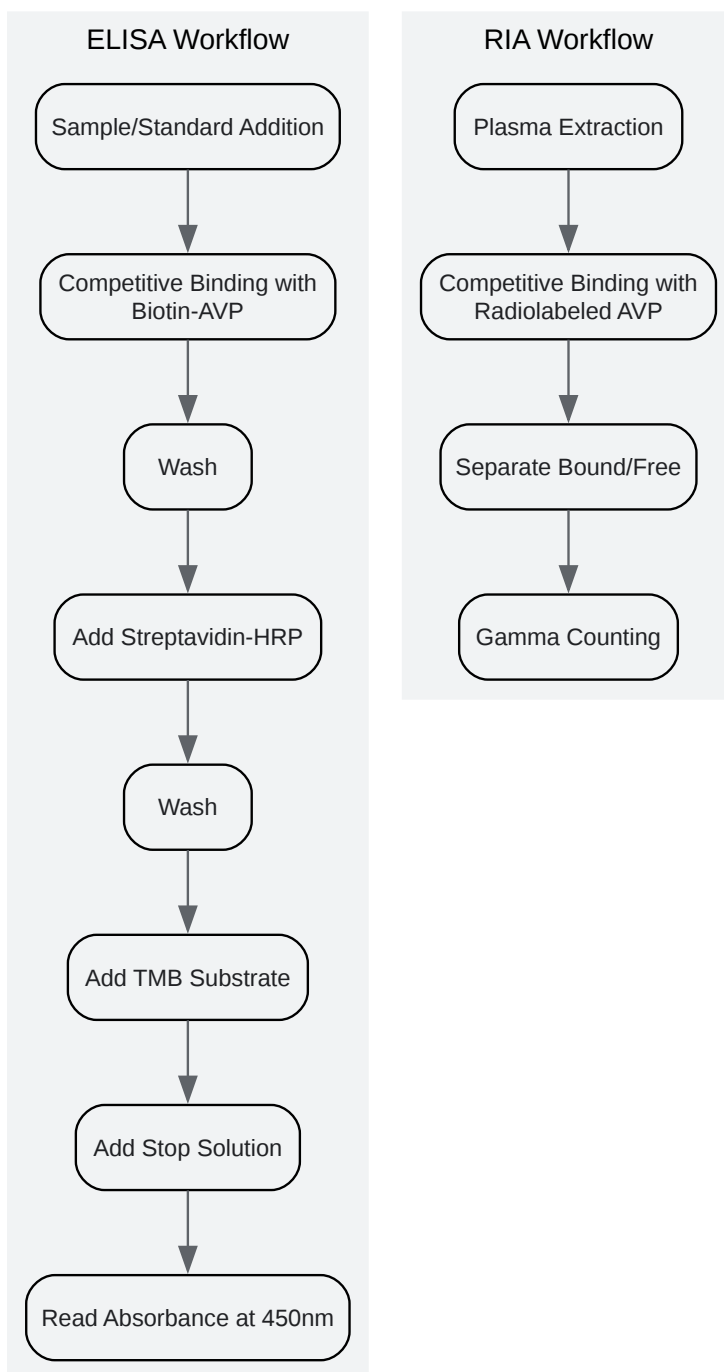 ELISA Workflow
Sample/Standard Addition
Competitive Binding with
Biotin-AVP
Wash
Add Streptavidin-HRP
Wash
Add TMB Substrate
Add Stop Solution
Read Absorbance at 450nm
RIA Workflow
Plasma Extraction
Competitive Binding with
Radiolabeled AVP
Separate Bound/Free
Gamma Counting